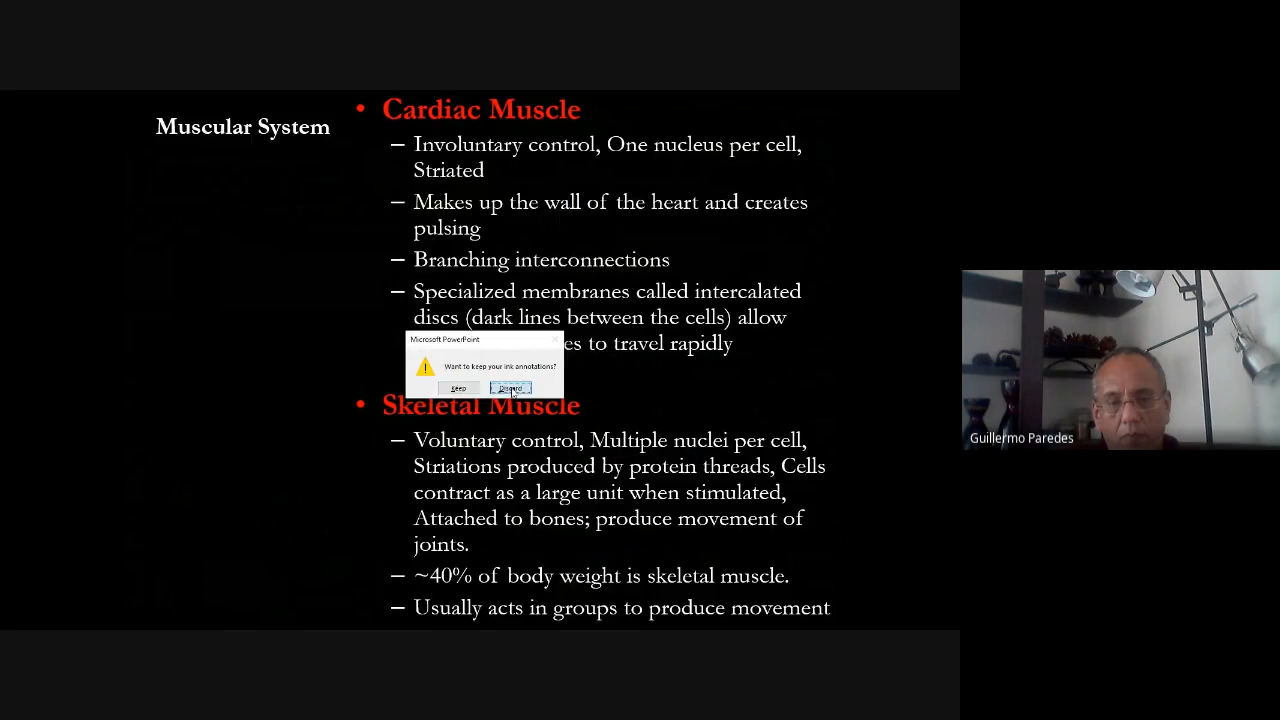 Muscular System
• Cardiac Muscle
– Involuntary control, One nucleus per cell,
Striated
– Makes up the wall of the heart and creates
pulsing
– Branching interconnections
– Specialized membranes called intercalated
discs (dark lines between the cells) allow
es to travel rapidly
Microsoft PowerPoint
Want to keep your ink annotations?
Keep
Discard
• Skeletal Muscle
– Voluntary control, Multiple nuclei per cell,
Striations produced by protein threads, Cells
contract as a large unit when stimulated,
Attached to bones; produce movement of
joints.
– ~40% of body weight is skeletal muscle.
– Usually acts in groups to produce movement
Guillermo Paredes